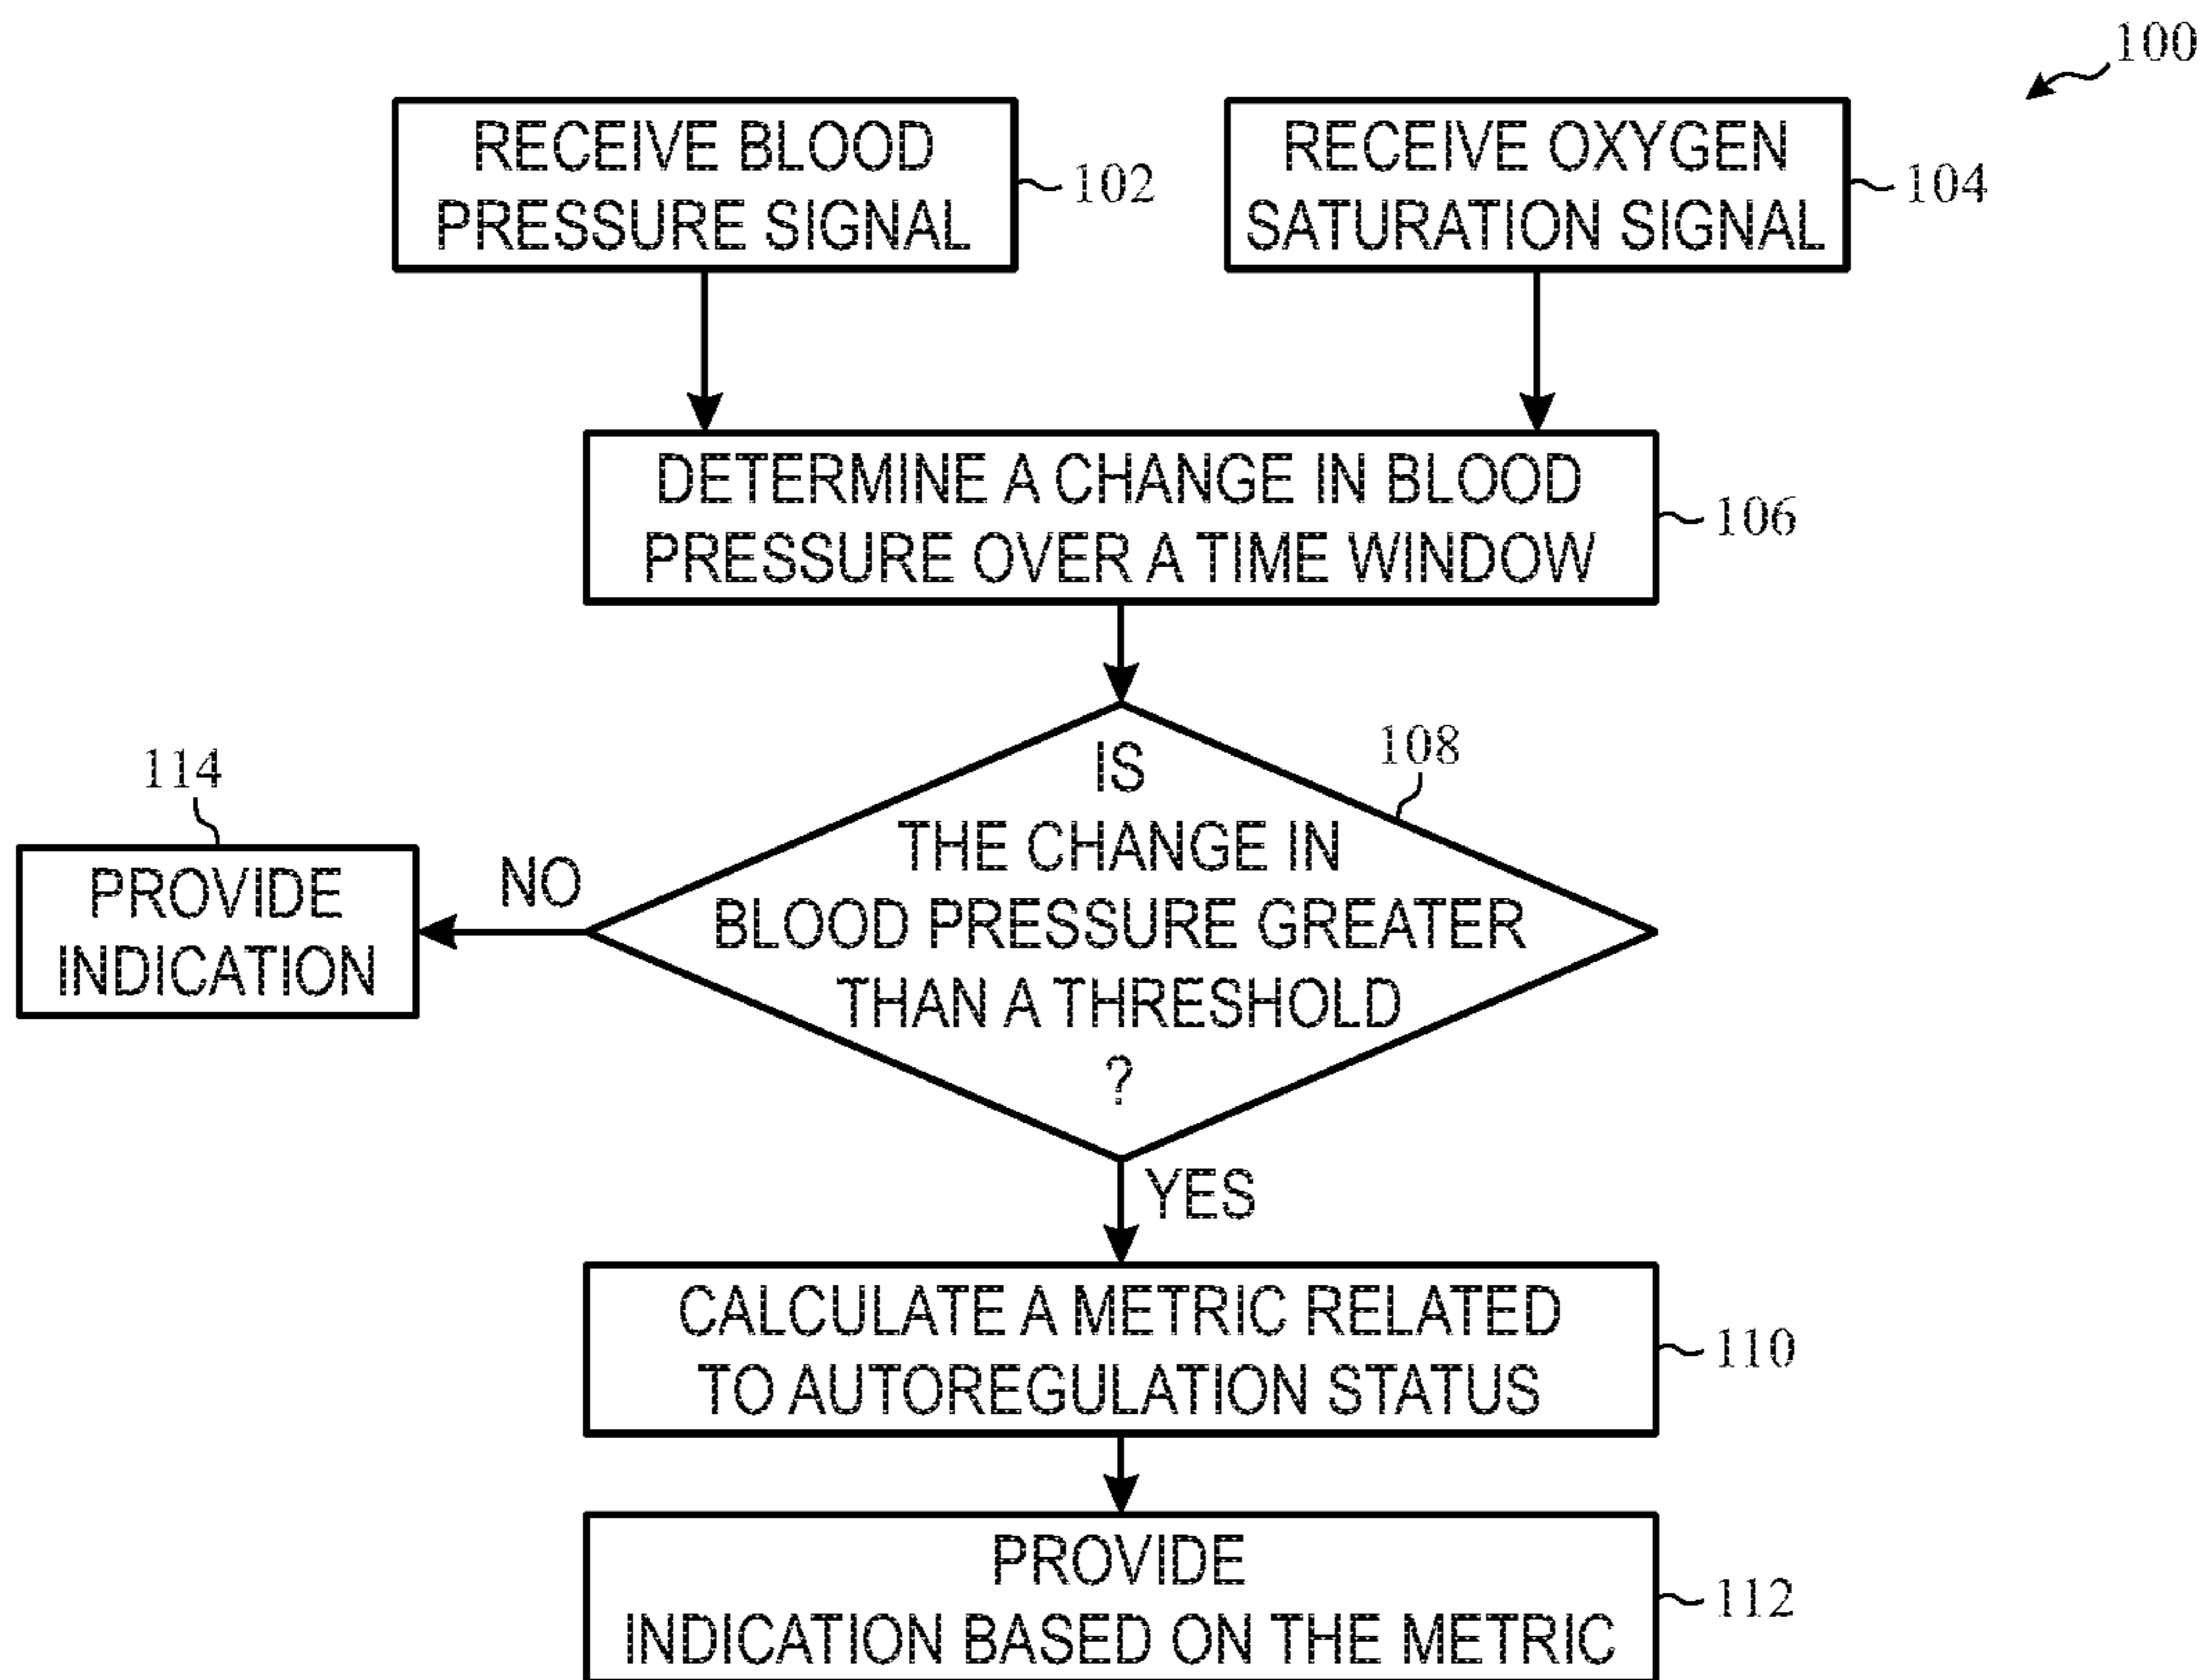 100
RECEIVE BLOOD
PRESSURE SIGNAL
102
RECEIVE OXYGEN
SATURATION SIGNAL
104
DETERMINE A CHANGE IN BLOOD
PRESSURE OVER A TIME WINDOW
106
IS
THE CHANGE IN
BLOOD PRESSURE GREATER
THAN A THRESHOLD
?
108
NO
114
PROVIDE
INDICATION
YES
CALCULATE A METRIC RELATED
TO AUTOREGULATION STATUS
110
PROVIDE
INDICATION BASED ON THE METRIC
112